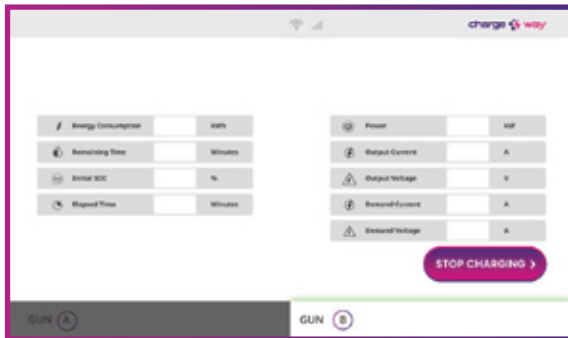 charge way
Energy Consumption kWh
Remaining Time Minutes
Initial SOC %
Elapsed Time Minutes
Power kW
Output Current A
Output Voltage V
Demand Current A
Demand Voltage A
STOP CHARGING >
GUN A
GUN B